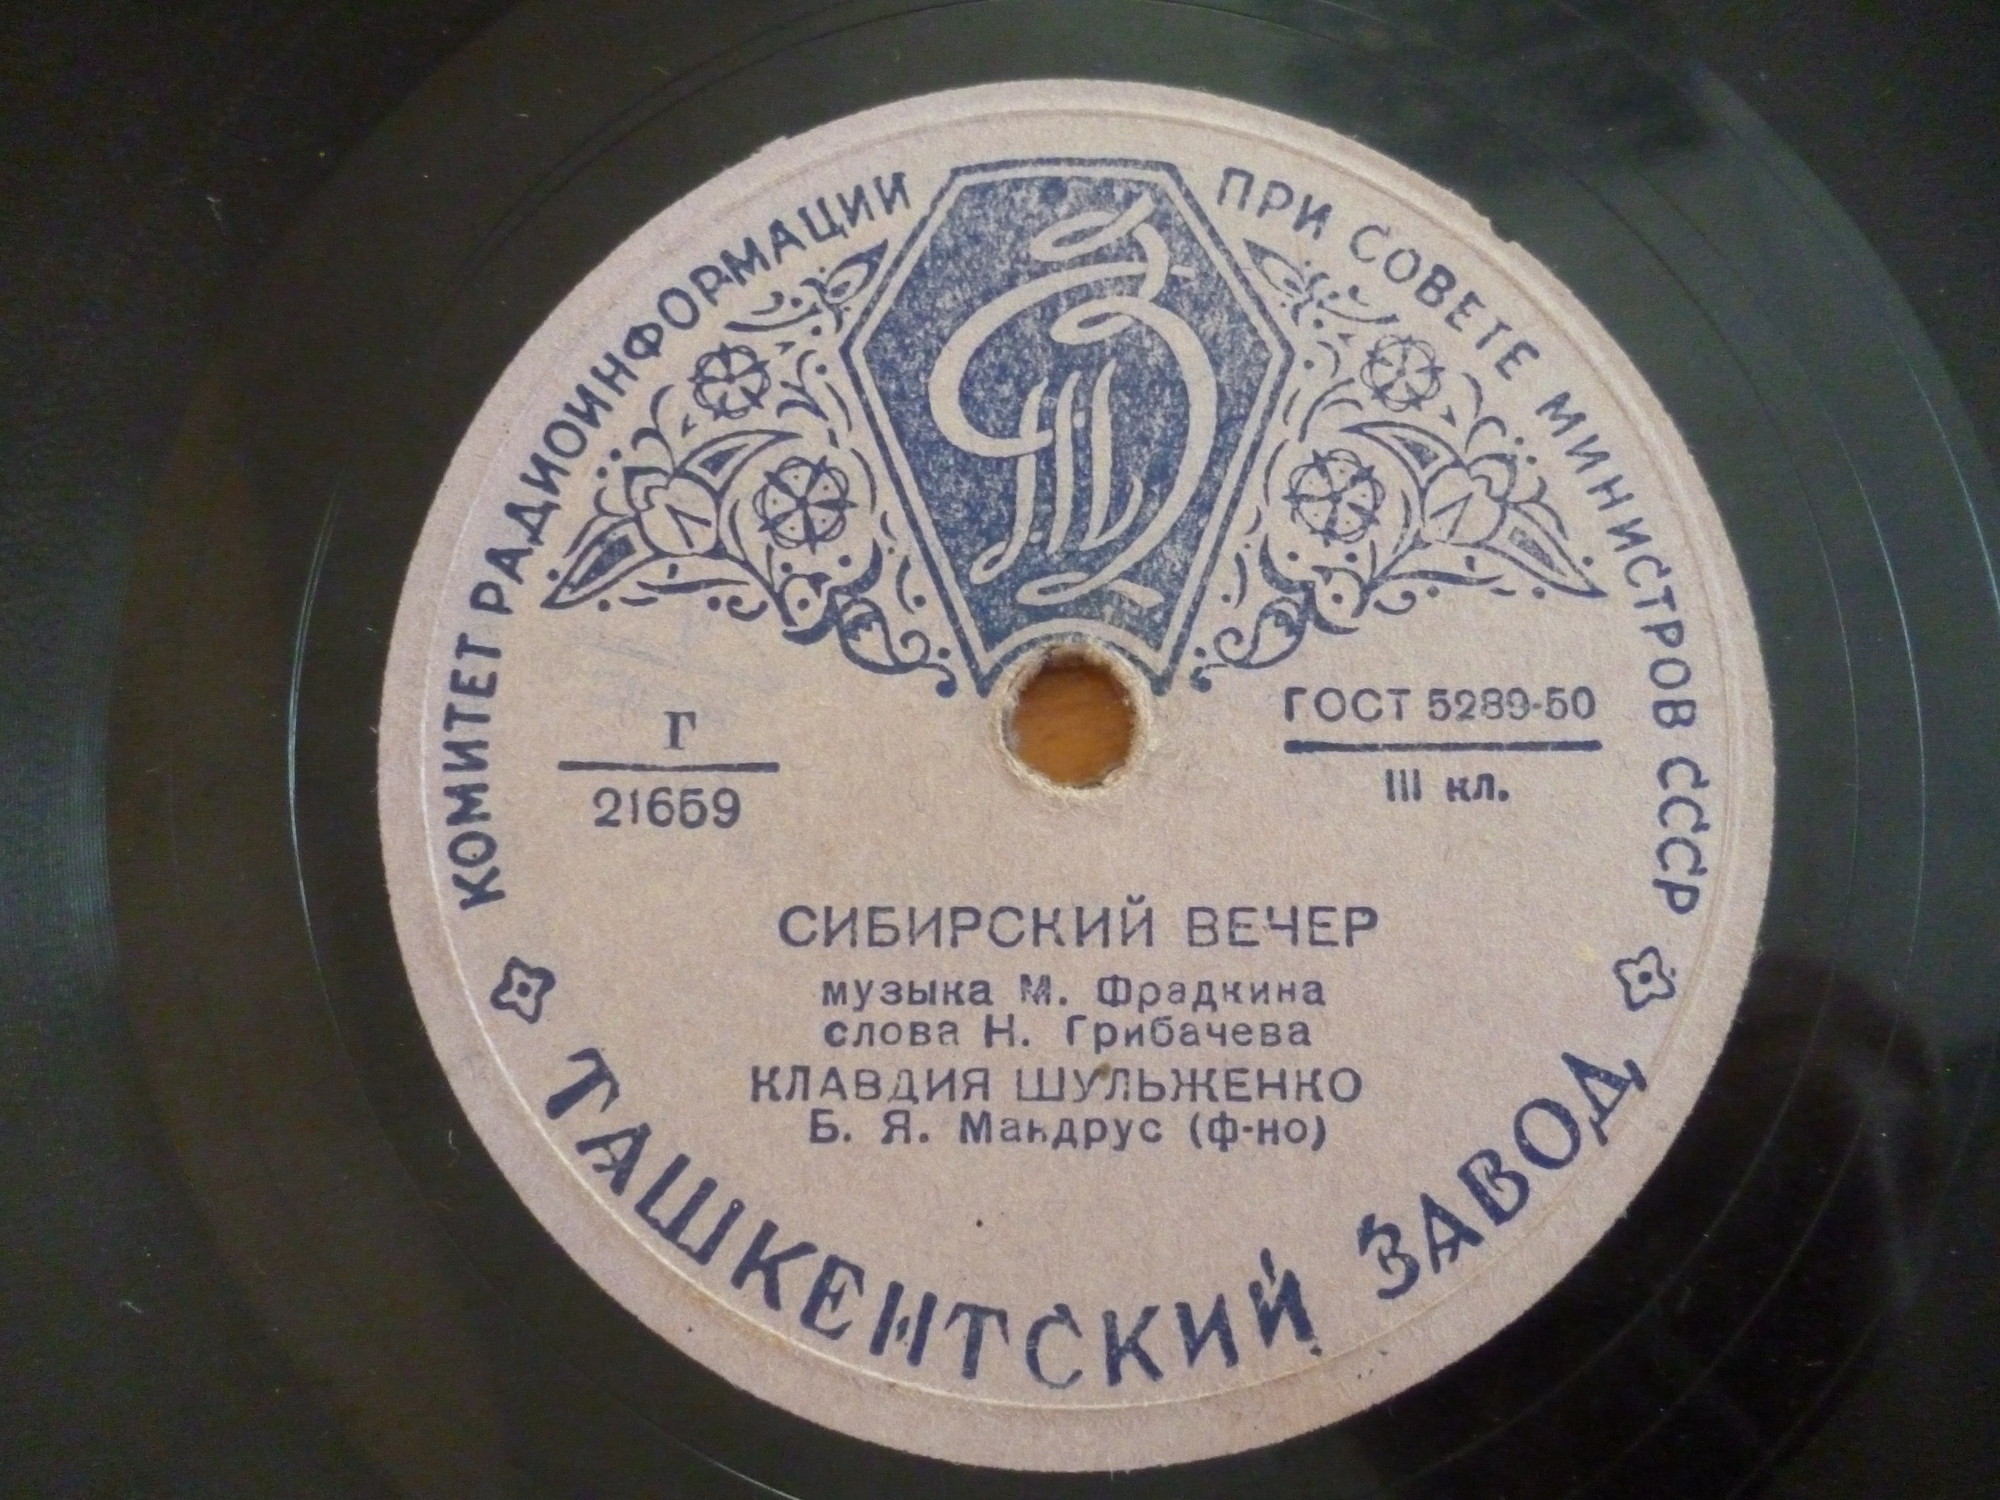 КОМИТЕТ РАДИОИНФОРМАЦИИ ПРИ СОВЕТЕ МИНИСТРОВ СССР
Г
21659
ГОСТ 5289-50
III кл.
СИБИРСКИЙ ВЕЧЕР
музыка М. Фрадкина
слова Н. Грибачева
КЛАВДИЯ ШУЛЬЖЕНКО
Б. Я. Мандрус (ф-но)
ТАШКЕНТСКИЙ ЗАВОД